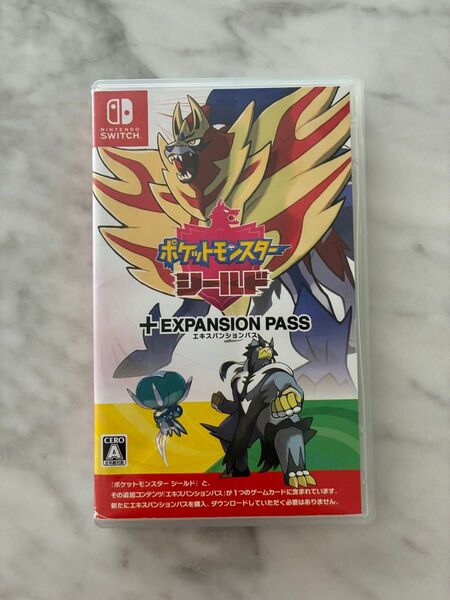 NINTENDO
SWITCH
ポケットモンスター
シールド
+EXPANSION PASS
エキスパンションパス
CERO
A
「ポケットモンスター シールド」と、
その追加コンテンツ「エキスパンションパス」が1つのゲームカードに含まれています。
新たにエキスパンションパスを購入、ダウンロードしていただく必要はありません。